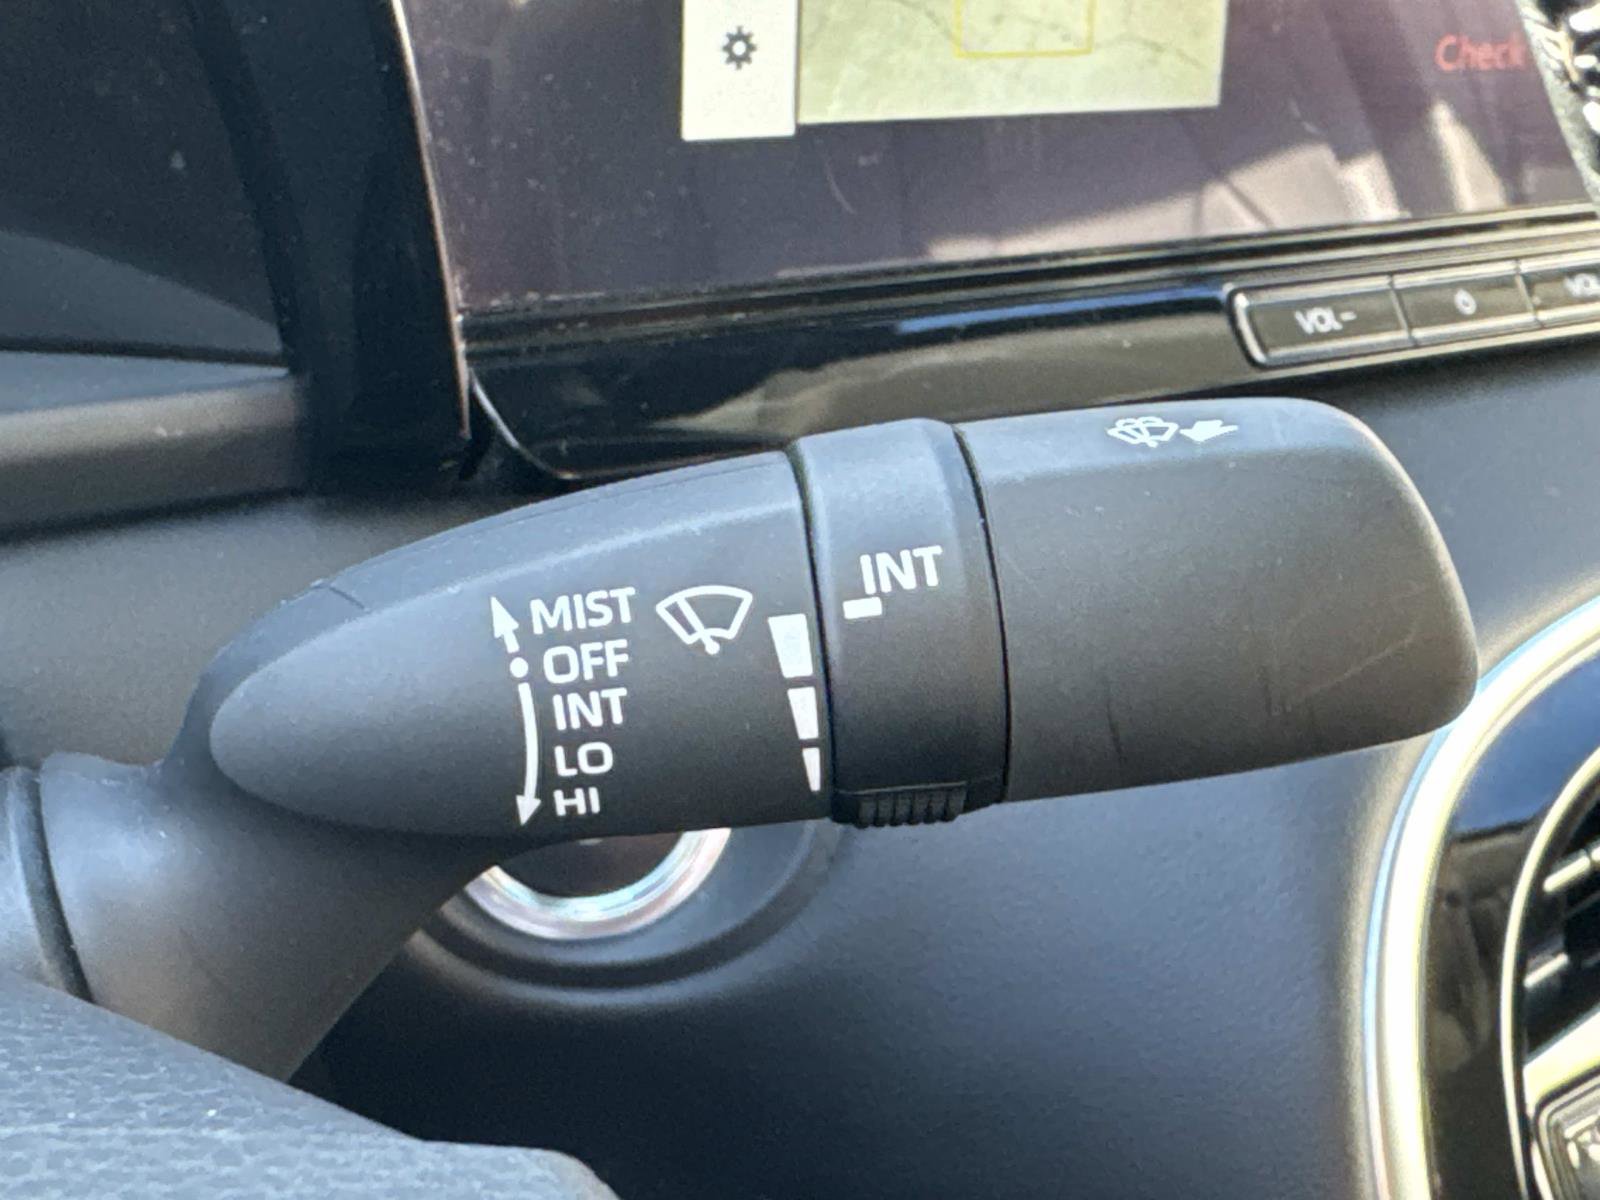 Check
VOL -
VOL
INT
MIST
OFF
INT
LO
HI